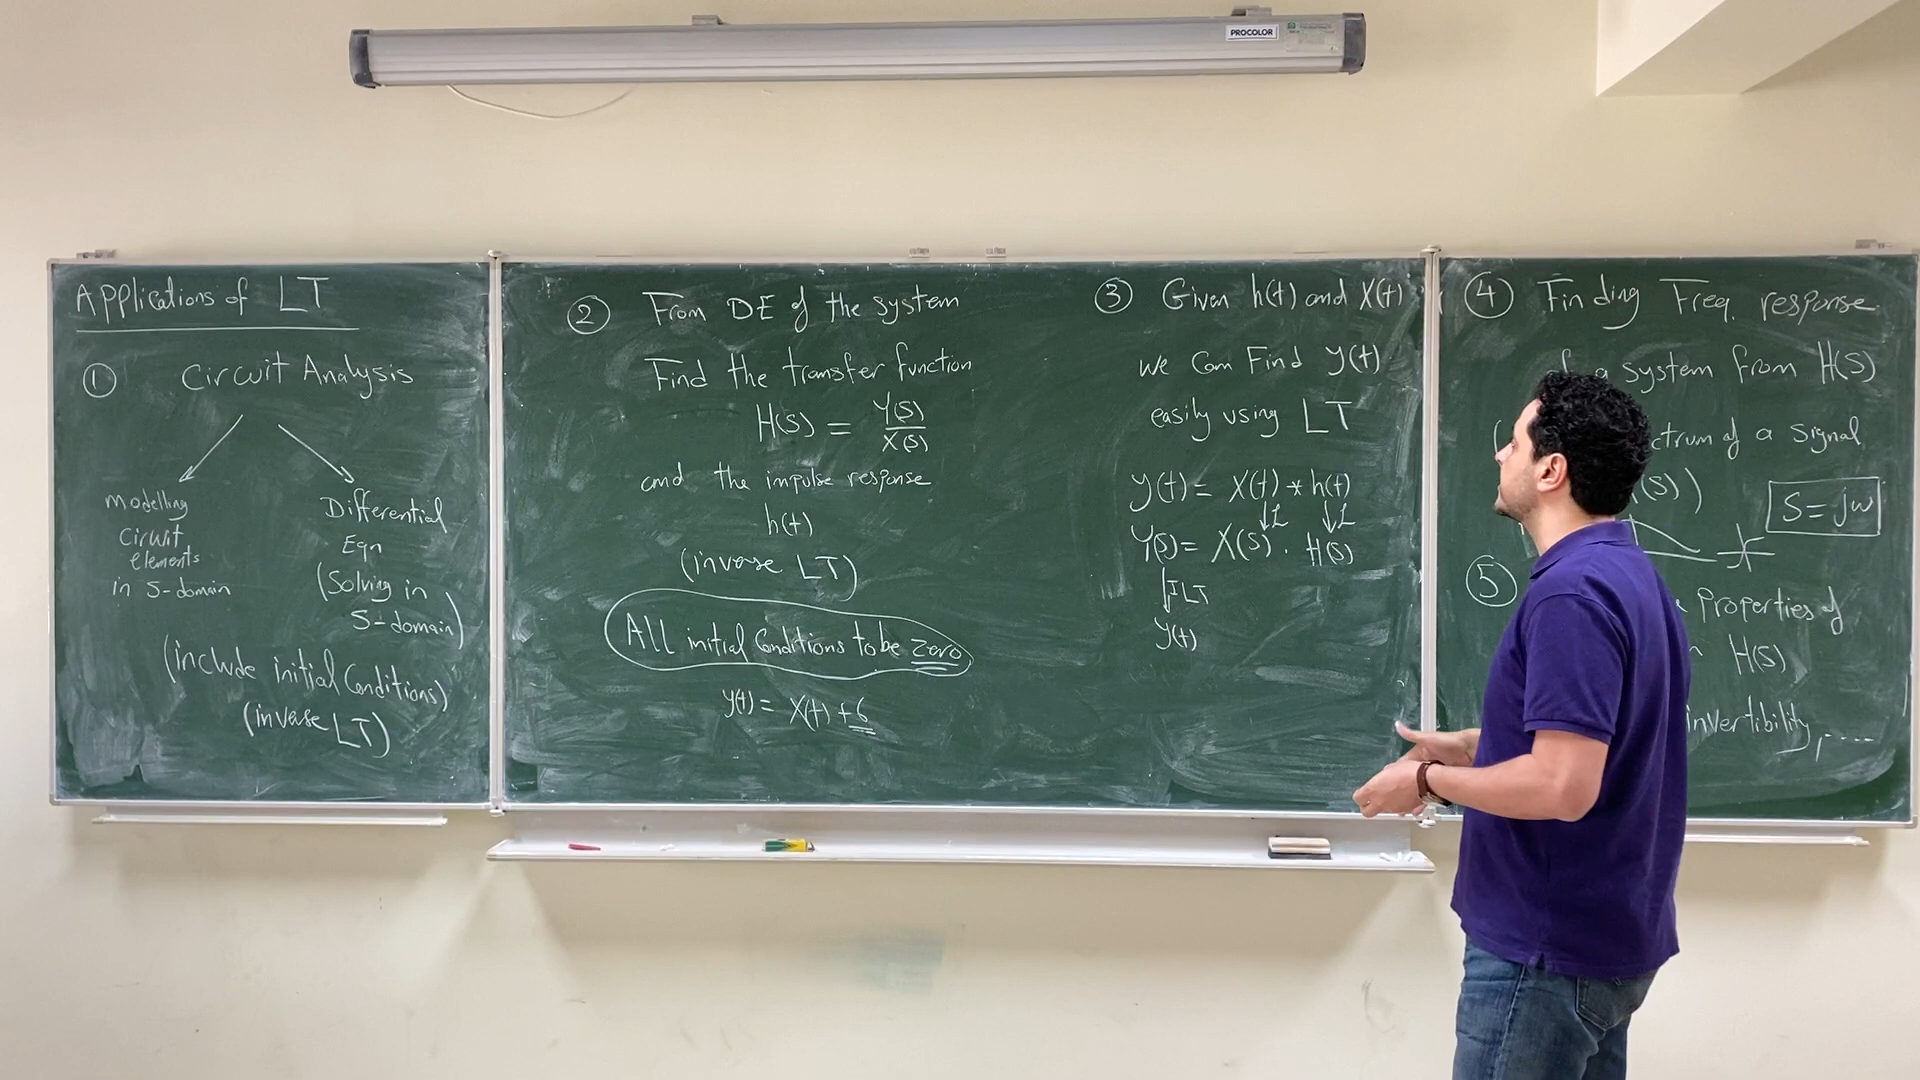 PROCOLOR
Applications of LT
① Circuit Analysis
Modelling
Circuit
elements
in S-domain
Differential
Eqn
(Solving in
S-domain)
(include initial Conditions)
(inverse LT)
② From DE of the system
Find the transfer function
H(S) = Y(S)/X(S)
and the impulse response
h(t)
(inverse LT)
All initial Conditions to be zero
y(t) = X(t) + 6
③ Given h(t) and X(t)
we can Find y(t)
easily using LT
y(t) = X(t) * h(t)
↓L ↓L
Y(S) = X(S) . H(S)
↓ILT
y(t)
④ Finding Freq. response
of a system from H(S)
of a signal
(S))
S = jω
⑤
Properties of
H(S)
invertibility, ....